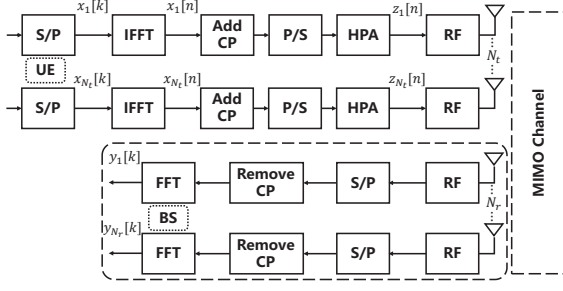 x_1[k] x_1[n] z_1[n]
S/P IFFT Add CP P/S HPA RF
UE N_t
x_{N_t}[k] x_{N_t}[n] z_{N_t}[n]
S/P IFFT Add CP P/S HPA RF
MIMO Channel
y_1[k]
FFT Remove CP S/P RF
BS N_r
y_{N_r}[k]
FFT Remove CP S/P RF